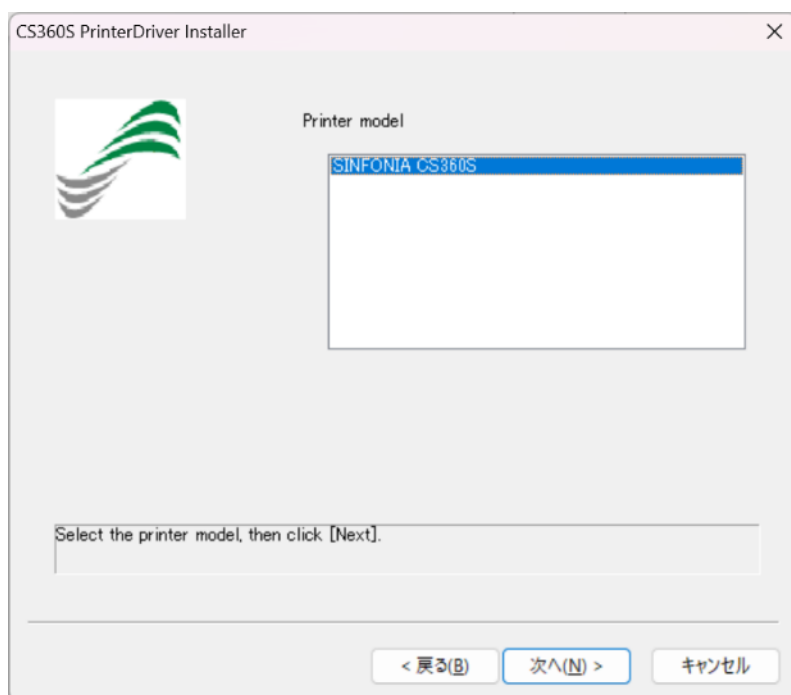 CS360S PrinterDriver Installer
Printer model
SINFONIA CS360S
Select the printer model, then click [Next].
< 戻る(B)
次へ(N) >
キャンセル